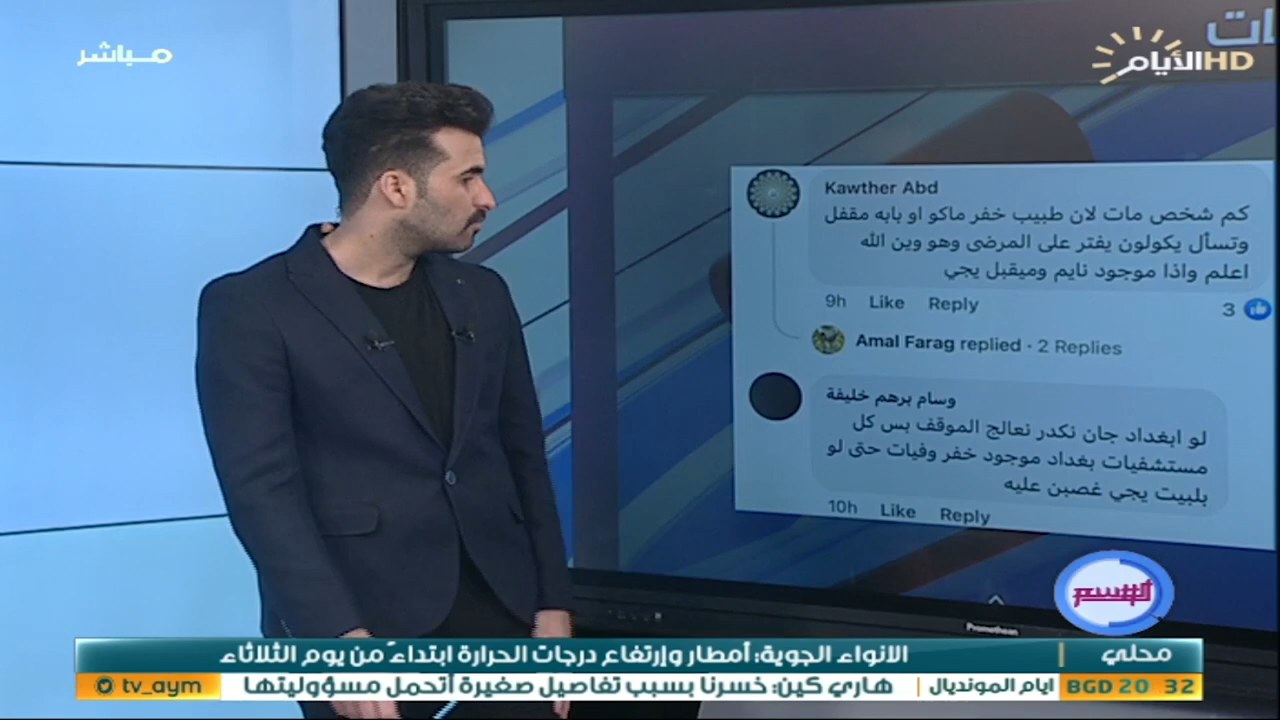 مباشر
ات
الأيام HD
Kawther Abd
كم شخص مات لان طبيب خفر ماكو او بابه مقفل
وتسأل يكولون يفتر على المرضى وهو وين الله
اعلم واذا موجود نايم وميقبل يجي
9h Like Reply 3
Amal Farag replied · 2 Replies
وسام برهم خليفة
لو ابغداد جان نكدر نعالج الموقف بس كل
مستشفيات بغداد موجود خفر وفيات حتى لو
بلبيت يجي غصبن عليه
10h Like Reply
Promethean
محلي
الانواء الجوية: أمطار وإرتفاع درجات الحرارة ابتداءً من يوم الثلاثاء
BGD 20 32
ايام المونديال
هاري كين: خسرنا بسبب تفاصيل صغيرة أتحمل مسؤوليتها
tv_aym